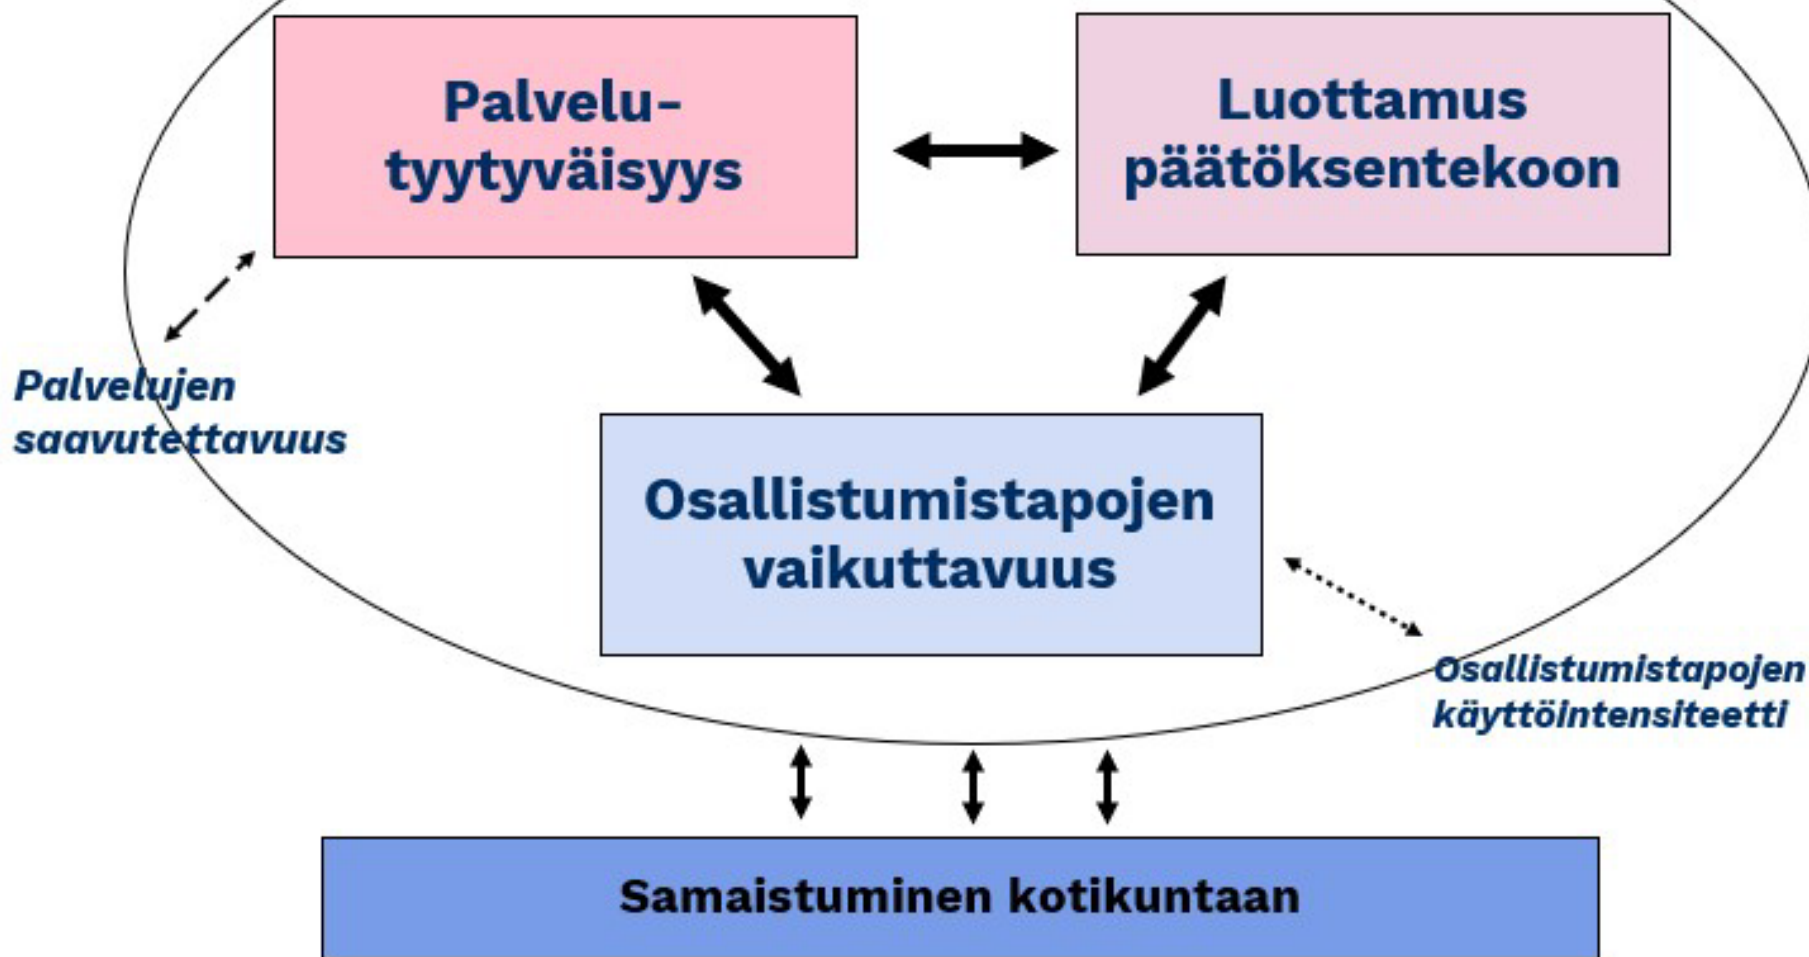 Palvelu-
tyytyväisyys
Luottamus
päätöksentekoon
Palvelujen
saavutettavuus
Osallistumistapojen
vaikuttavuus
Osallistumistapojen
käyttöintensiteetti
Samaistuminen kotikuntaan